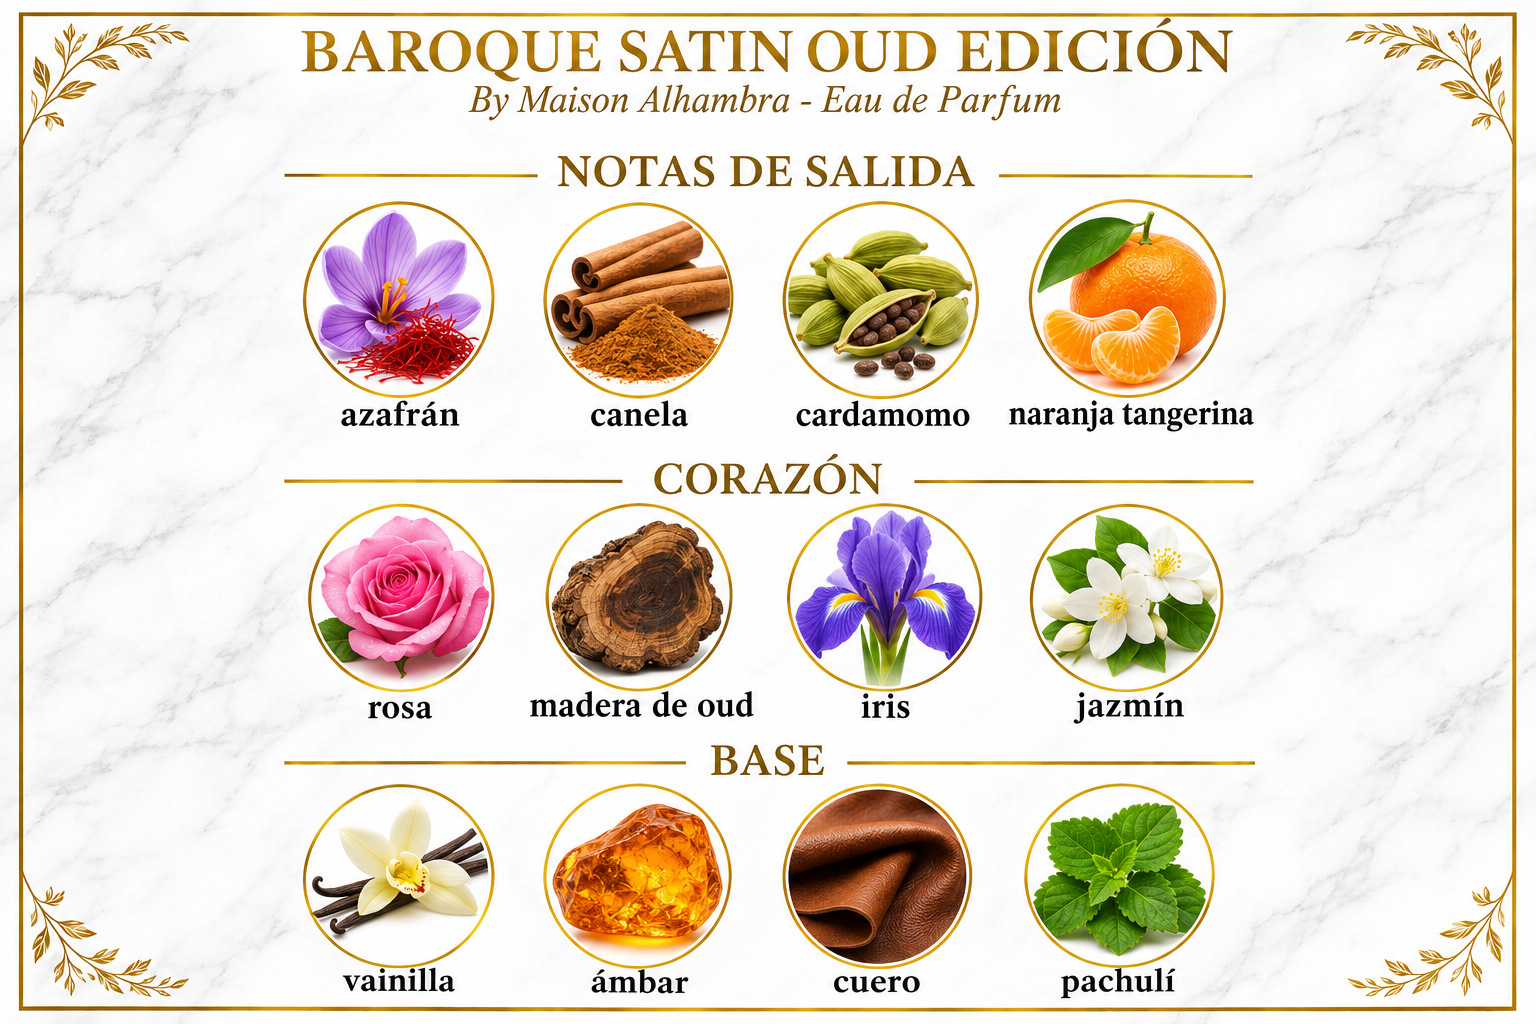 BAROQUE SATIN OUD EDICIÓN
By Maison Alhambra - Eau de Parfum
NOTAS DE SALIDA
azafrán canela cardamomo naranja tangerina
CORAZÓN
rosa madera de oud iris jazmín
BASE
vainilla ámbar cuero pachulí